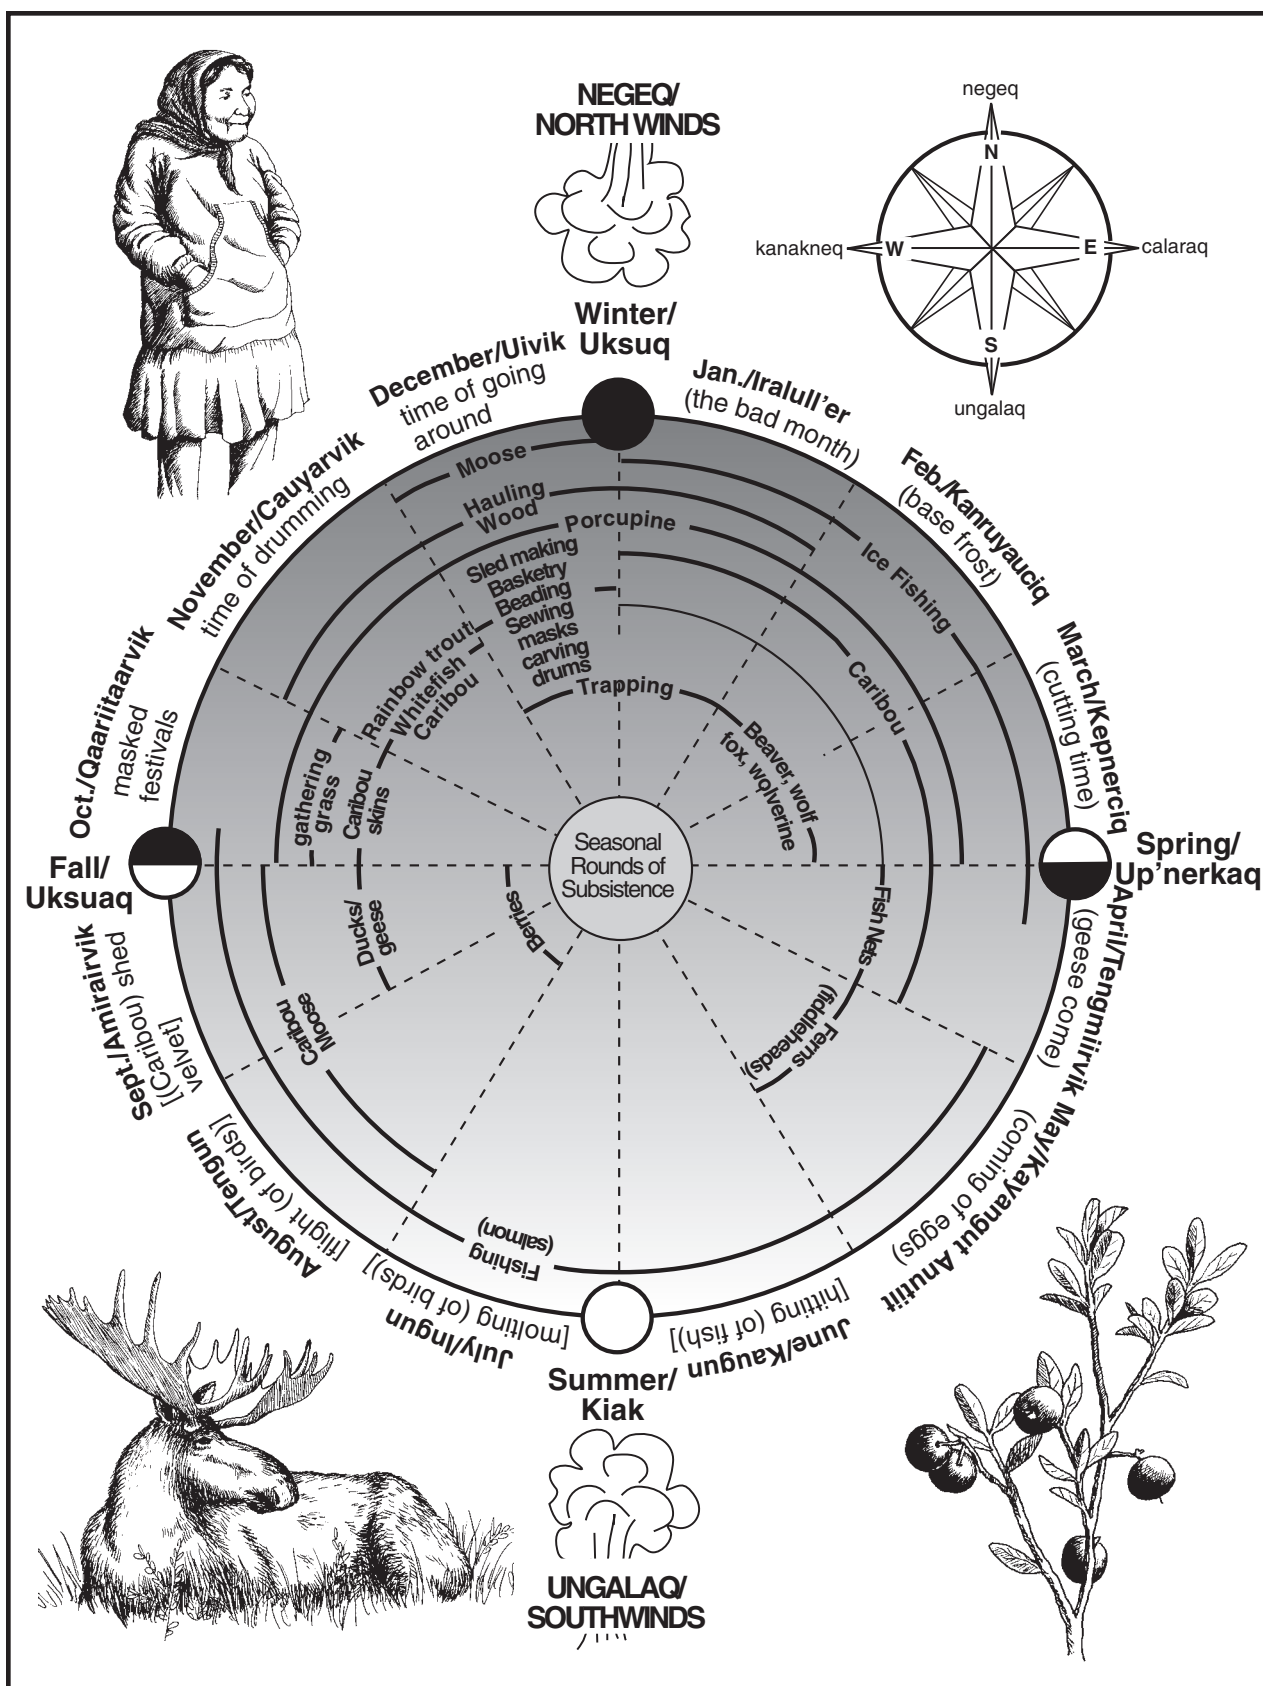 NEGEQ/
NORTH WINDS
negeq
N
kanakneq
W
E
calaraq
S
ungalaq
Winter/
Uksuq
December/Uivik
time of going
around
Jan./Iralull'er
(the bad month)
Feb./Kanruyauciq
(base frost)
March/Kepnerciq
(cutting time)
Spring/
Up'nerkaq
April/Tengmiirvik
(geese come)
May/Kayangut Anutiit
(coming of eggs)
June/Kaugun
[hitting (of fish)]
Summer/
Kiak
July/Ingun
[molting (of birds)]
August/Tengun
[flight (of birds)]
Sept./Amirairvik
[(Caribou) shed
velvet]
Fall/
Uksuaq
Oct./Qaariitaarvik
masked
festivals
November/Cauyarvik
time of drumming
Moose
Hauling
Wood
Porcupine
Sled making
Basketry
Beading
Sewing
masks
carving
drums
Trapping
Ice Fishing
Caribou
Beaver, wolf
fox, wolverine
Rainbow trout
Whitefish
Caribou
gathering
grass
Caribou
skins
Seasonal
Rounds of
Subsistence
Ducks/
geese
Berries
Fish Nets
Ferns
(fiddleheads)
Caribou
Moose
Fishing
(salmon)
UNGALAQ/
SOUTHWINDS